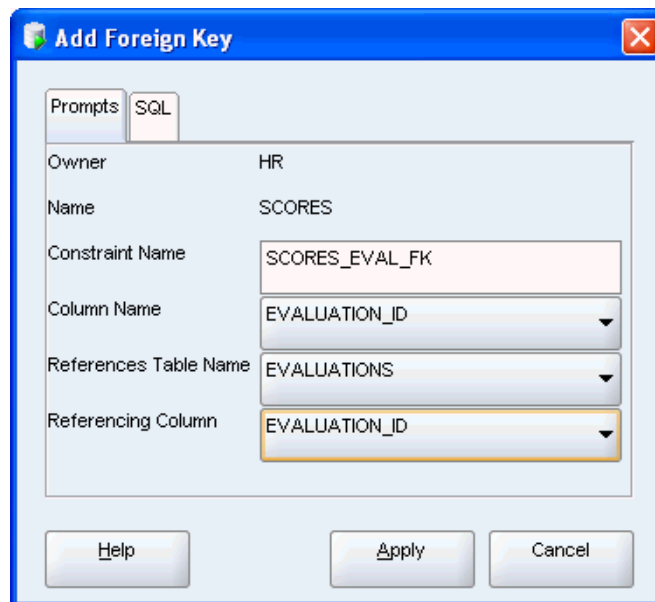 Add Foreign Key
Prompts SQL
Owner HR
Name SCORES
Constraint Name SCORES_EVAL_FK
Column Name EVALUATION_ID
References Table Name EVALUATIONS
Referencing Column EVALUATION_ID
Help Apply Cancel